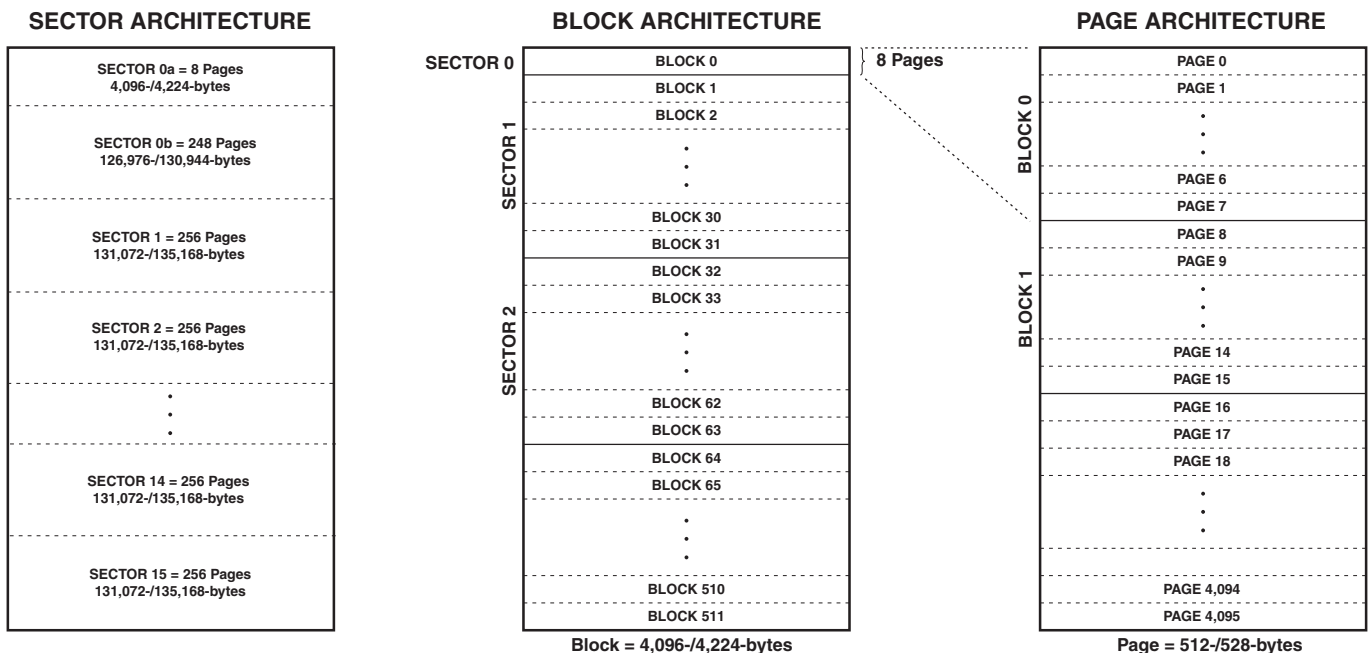 SECTOR ARCHITECTURE
SECTOR 0a = 8 Pages
4,096-/4,224-bytes
SECTOR 0b = 248 Pages
126,976-/130,944-bytes
SECTOR 1 = 256 Pages
131,072-/135,168-bytes
SECTOR 2 = 256 Pages
131,072-/135,168-bytes
SECTOR 14 = 256 Pages
131,072-/135,168-bytes
SECTOR 15 = 256 Pages
131,072-/135,168-bytes
BLOCK ARCHITECTURE
SECTOR 0
SECTOR 1
SECTOR 2
BLOCK 0
BLOCK 1
BLOCK 2
BLOCK 30
BLOCK 31
BLOCK 32
BLOCK 33
BLOCK 62
BLOCK 63
BLOCK 64
BLOCK 65
BLOCK 510
BLOCK 511
Block = 4,096-/4,224-bytes
8 Pages
PAGE ARCHITECTURE
BLOCK 0
BLOCK 1
PAGE 0
PAGE 1
PAGE 6
PAGE 7
PAGE 8
PAGE 9
PAGE 14
PAGE 15
PAGE 16
PAGE 17
PAGE 18
PAGE 4,094
PAGE 4,095
Page = 512-/528-bytes